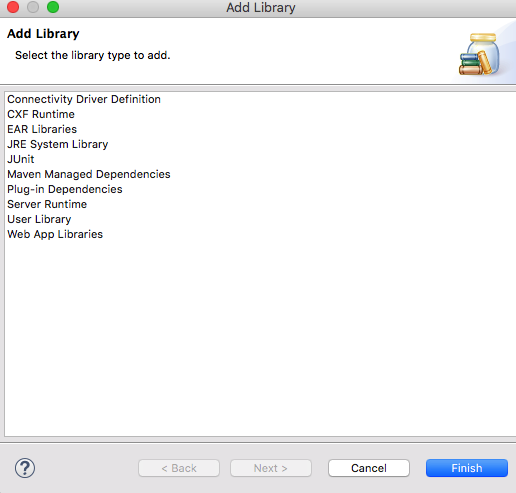 Add Library
Add Library
Select the library type to add.
Connectivity Driver Definition
CXF Runtime
EAR Libraries
JRE System Library
JUnit
Maven Managed Dependencies
Plug-in Dependencies
Server Runtime
User Library
Web App Libraries
? < Back Next > Cancel Finish